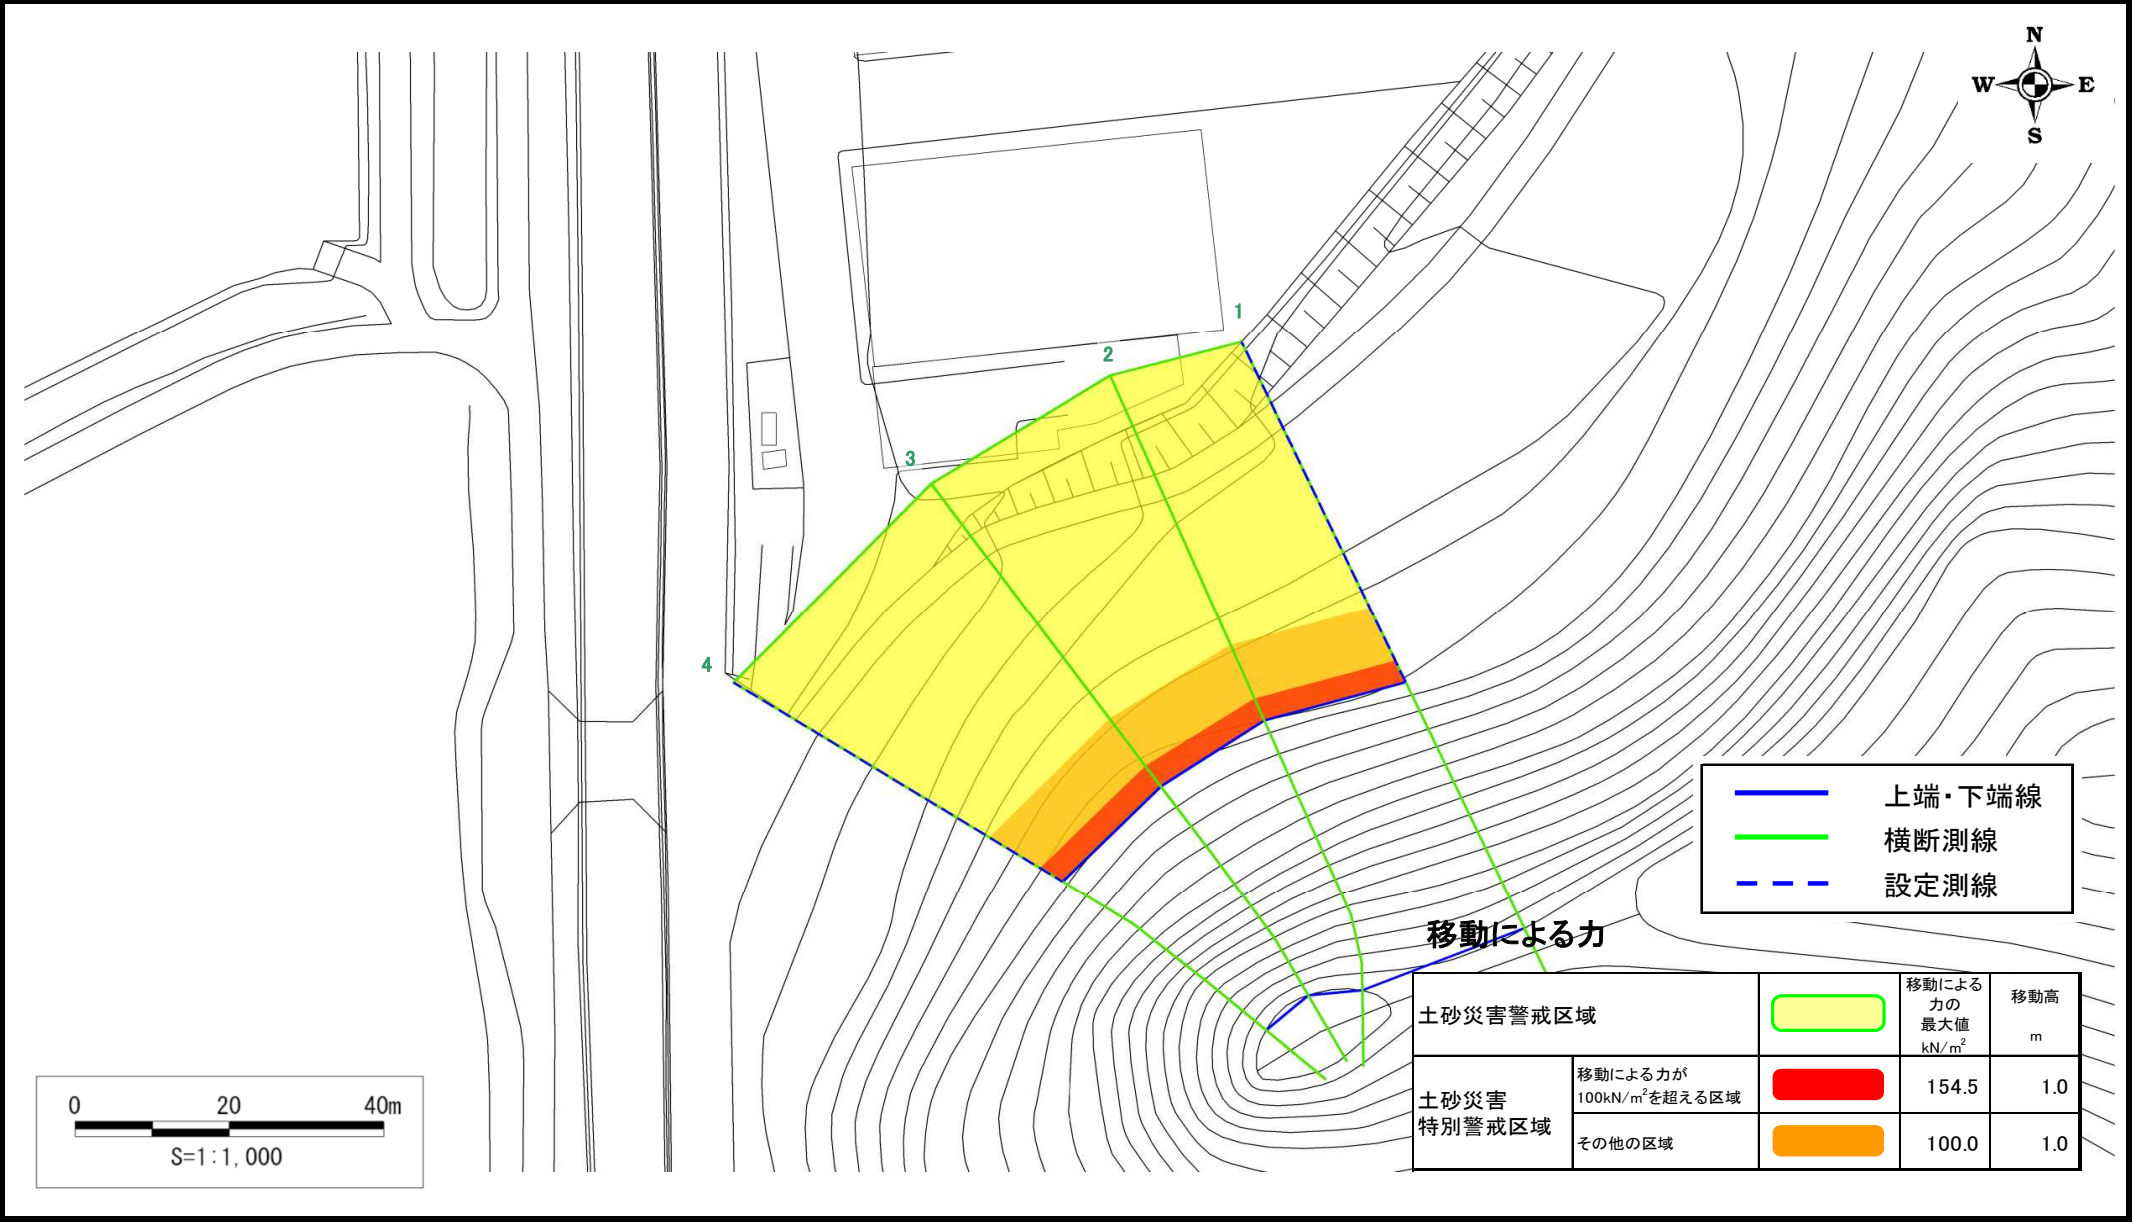 N
W E
S
1
2
3
4
上端・下端線
横断測線
設定測線
移動による力
土砂災害警戒区域
移動による
力の
最大値
kN/m²
移動高
m
土砂災害
特別警戒区域
移動による力が
100kN/m²を超える区域
154.5
1.0
その他の区域
100.0
1.0
0 20 40m
S=1:1,000